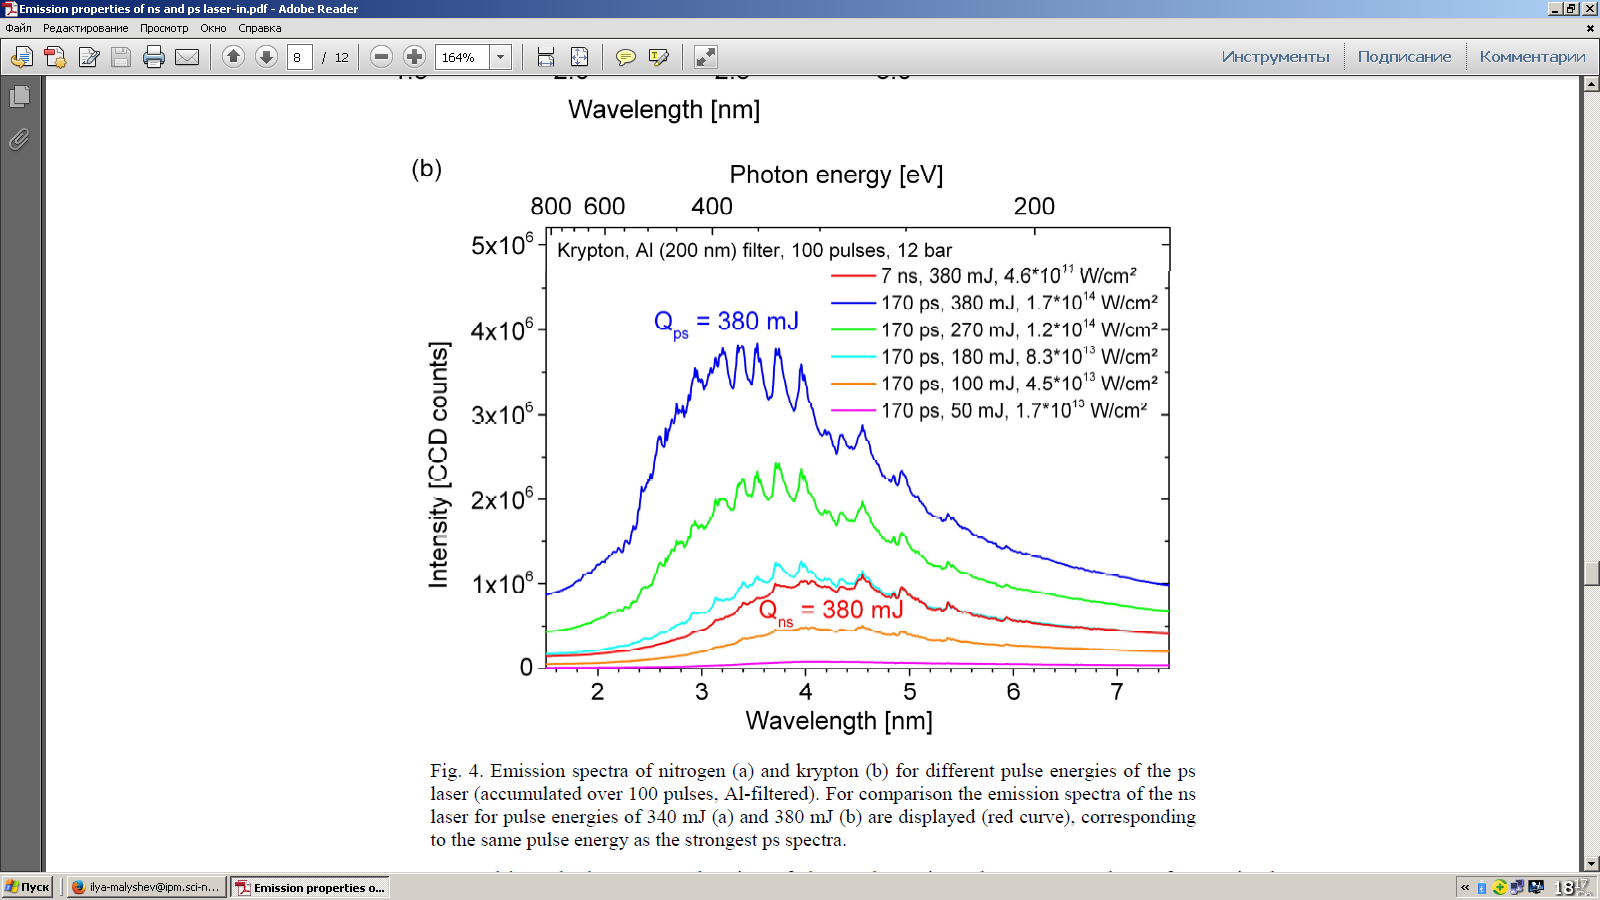 Emission properties of ns and ps laser-in.pdf - Adobe Reader
Файл Редактирование Просмотр Окно Справка
8 / 12 164% Инструменты Подписание Комментарии
Wavelength [nm]
(b)
Photon energy [eV]
800 600 400 200
5x10⁶
Krypton, Al (200 nm) filter, 100 pulses, 12 bar
7 ns, 380 mJ, 4.6*10¹¹ W/cm²
170 ps, 380 mJ, 1.7*10¹⁴ W/cm²
Qps = 380 mJ
4x10⁶
170 ps, 270 mJ, 1.2*10¹⁴ W/cm²
170 ps, 180 mJ, 8.3*10¹³ W/cm²
170 ps, 100 mJ, 4.5*10¹³ W/cm²
170 ps, 50 mJ, 1.7*10¹³ W/cm²
3x10⁶
Intensity [CCD counts]
2x10⁶
1x10⁶
Qns = 380 mJ
0
2 3 4 5 6 7
Wavelength [nm]
Fig. 4. Emission spectra of nitrogen (a) and krypton (b) for different pulse energies of the ps
laser (accumulated over 100 pulses, Al-filtered). For comparison the emission spectra of the ns
laser for pulse energies of 340 mJ (a) and 380 mJ (b) are displayed (red curve), corresponding
to the same pulse energy as the strongest ps spectra.
Пуск ilya-malyshev@ipm.sci-n... Emission properties o... «